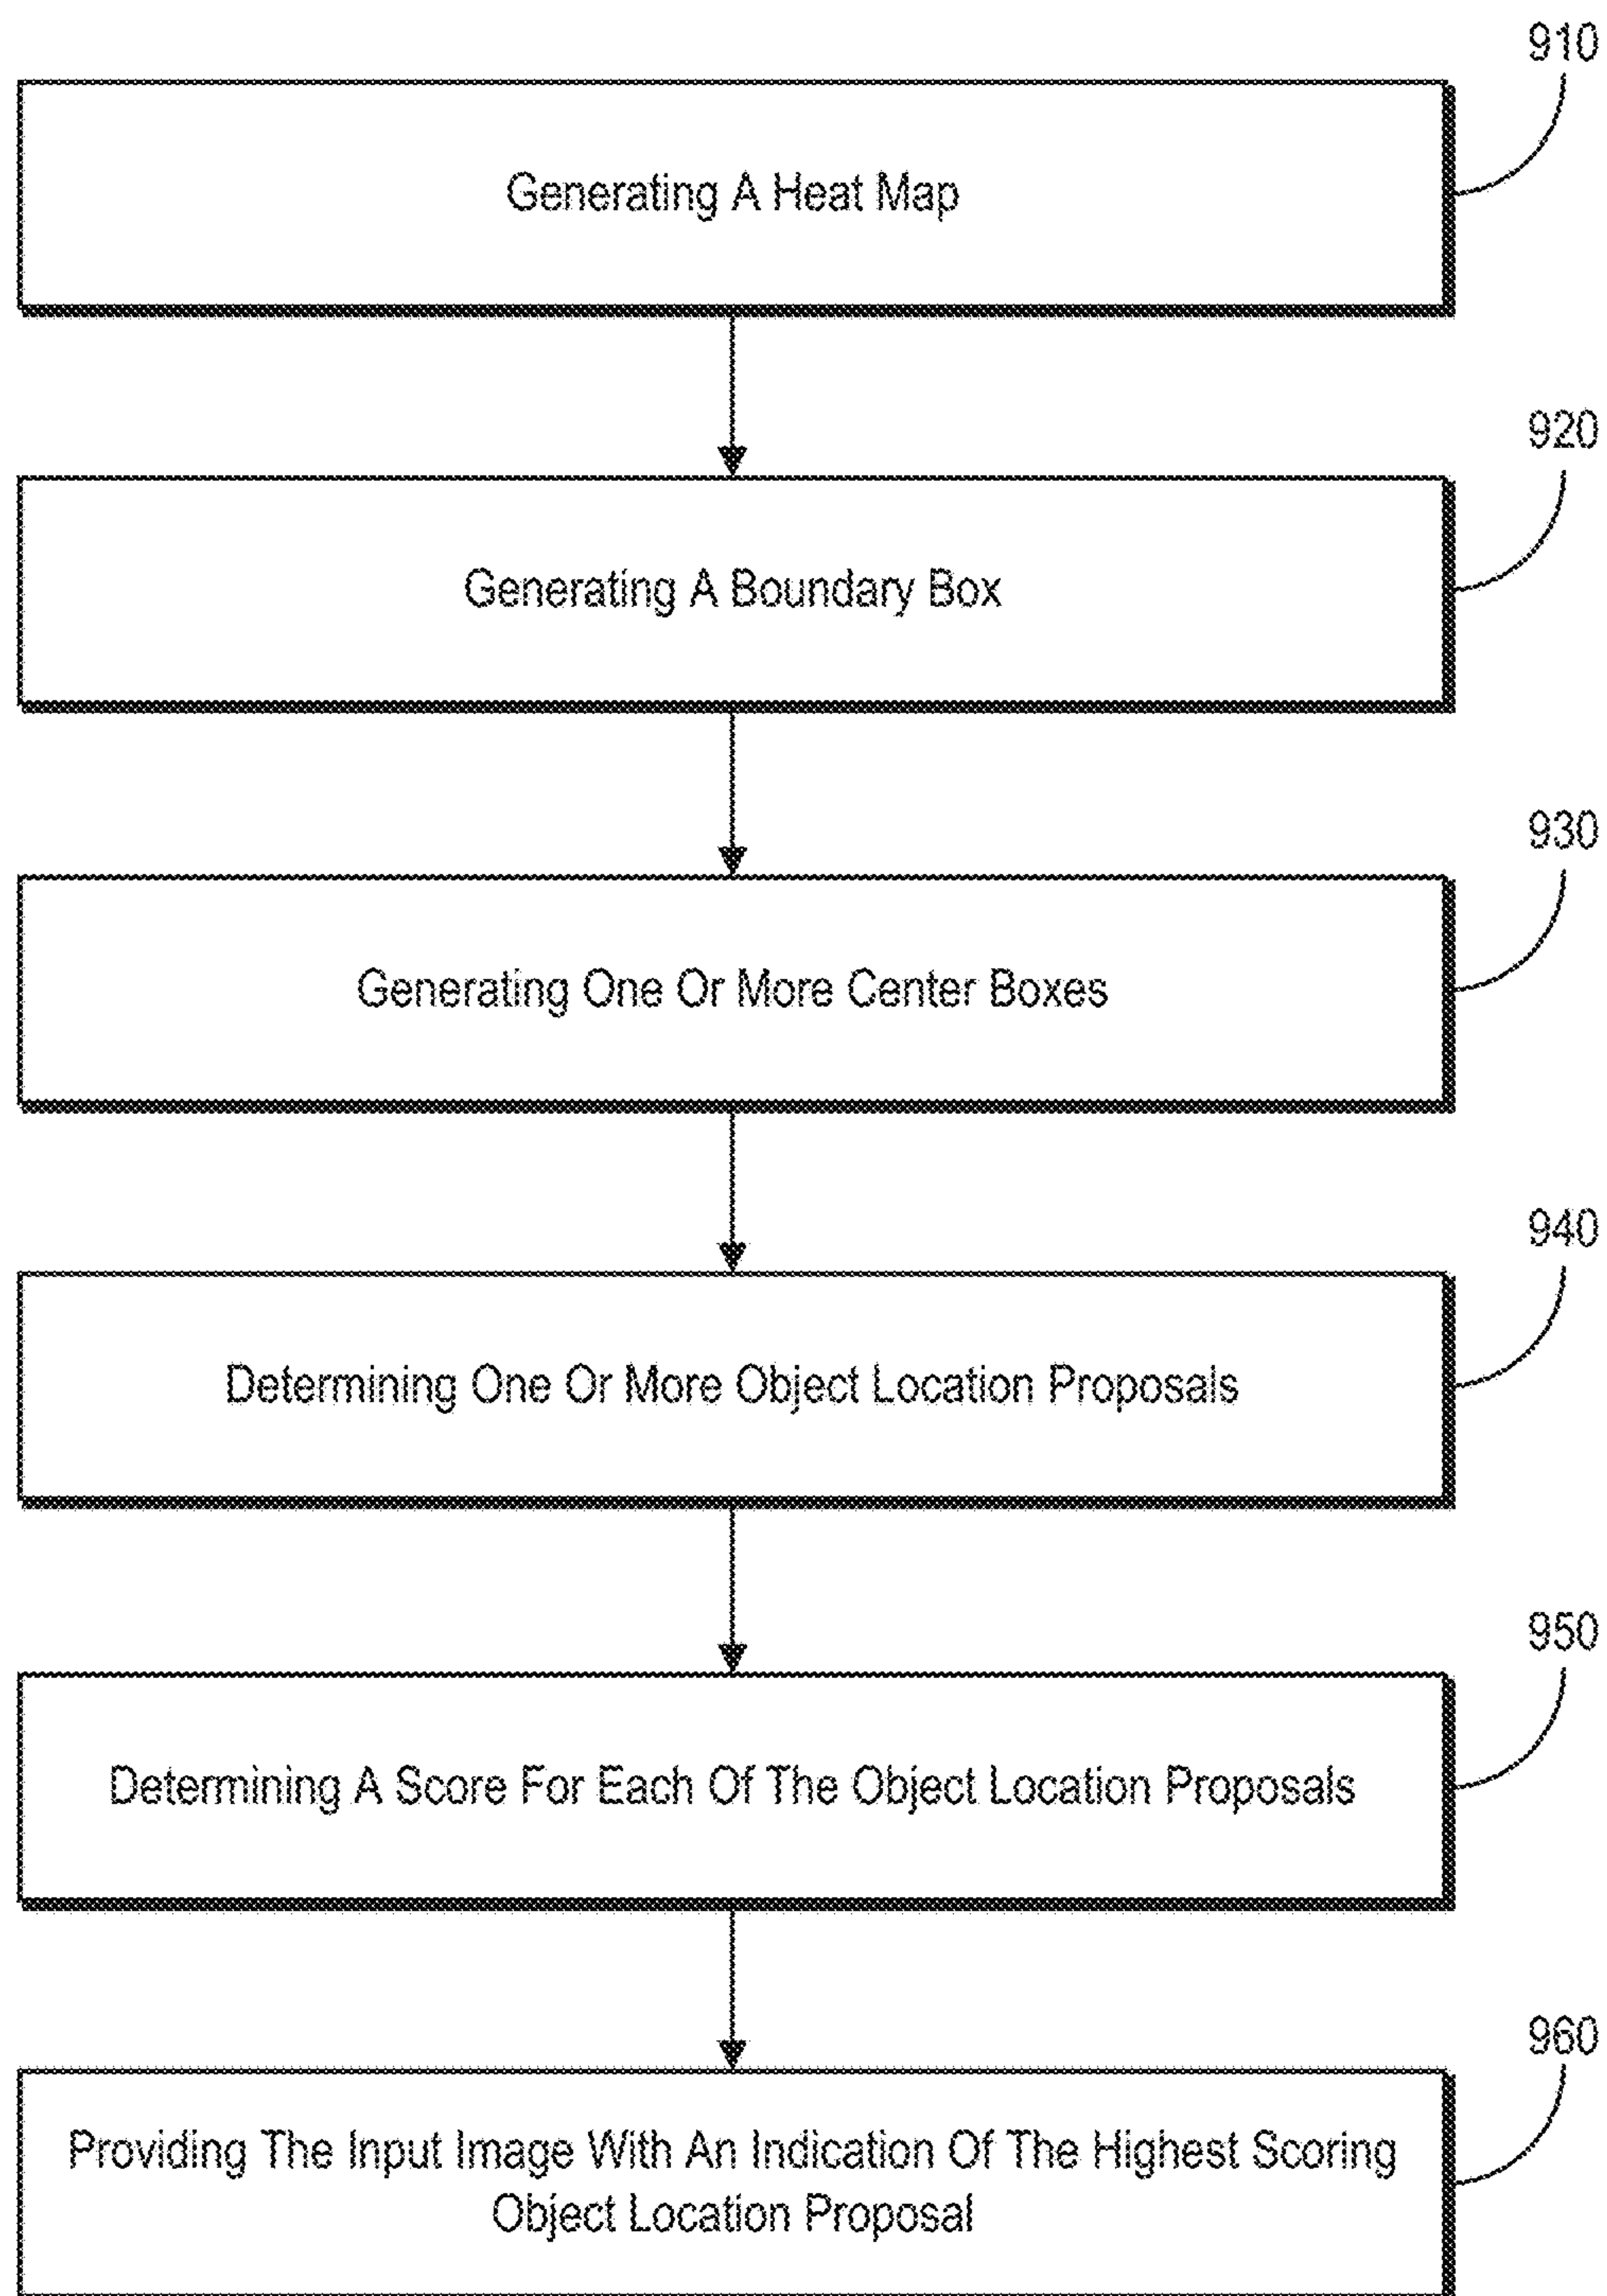 910
Generating A Heat Map
920
Generating A Boundary Box
930
Generating One Or More Center Boxes
940
Determining One Or More Object Location Proposals
950
Determining A Score For Each Of The Object Location Proposals
960
Providing The Input Image With An Indication Of The Highest Scoring
Object Location Proposal